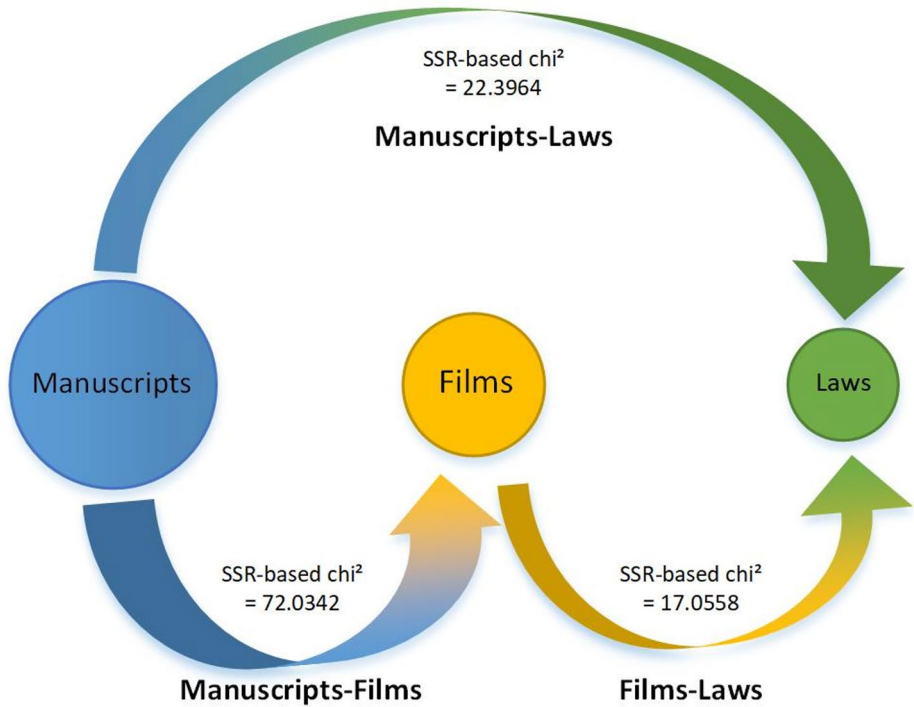 SSR-based chi²
= 22.3964
Manuscripts-Laws
Manuscripts
Films
Laws
SSR-based chi²
= 72.0342
Manuscripts-Films
SSR-based chi²
= 17.0558
Films-Laws